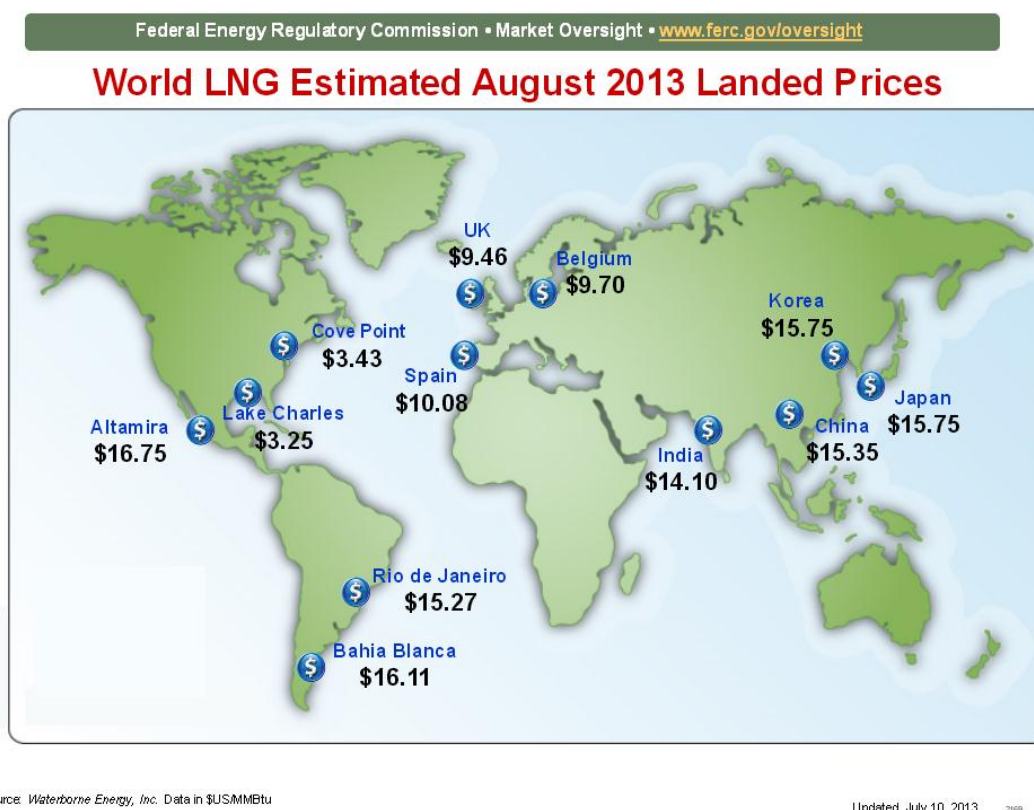 Federal Energy Regulatory Commission • Market Oversight • www.ferc.gov/oversight
World LNG Estimated August 2013 Landed Prices
UK
$9.46
Belgium
$9.70
Korea
$15.75
Cove Point
$3.43
Spain
$10.08
Japan
$15.75
Lake Charles
$3.25
Altamira
$16.75
China
$15.35
India
$14.10
Rio de Janeiro
$15.27
Bahia Blanca
$16.11
urce: Waterborne Energy, Inc. Data in $US/MMBtu
Updated July 10, 2013